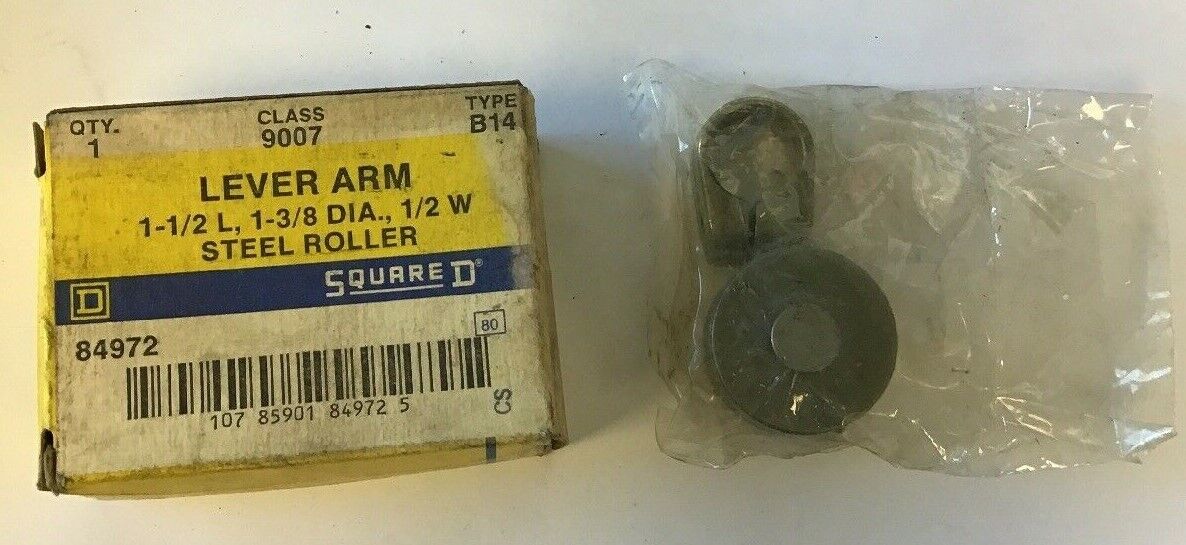 QTY. CLASS TYPE
1 9007 B14
LEVER ARM
1-1/2 L, 1-3/8 DIA., 1/2 W
STEEL ROLLER
D SQUARE D®
84972 80
107 85901 84972 5
CS